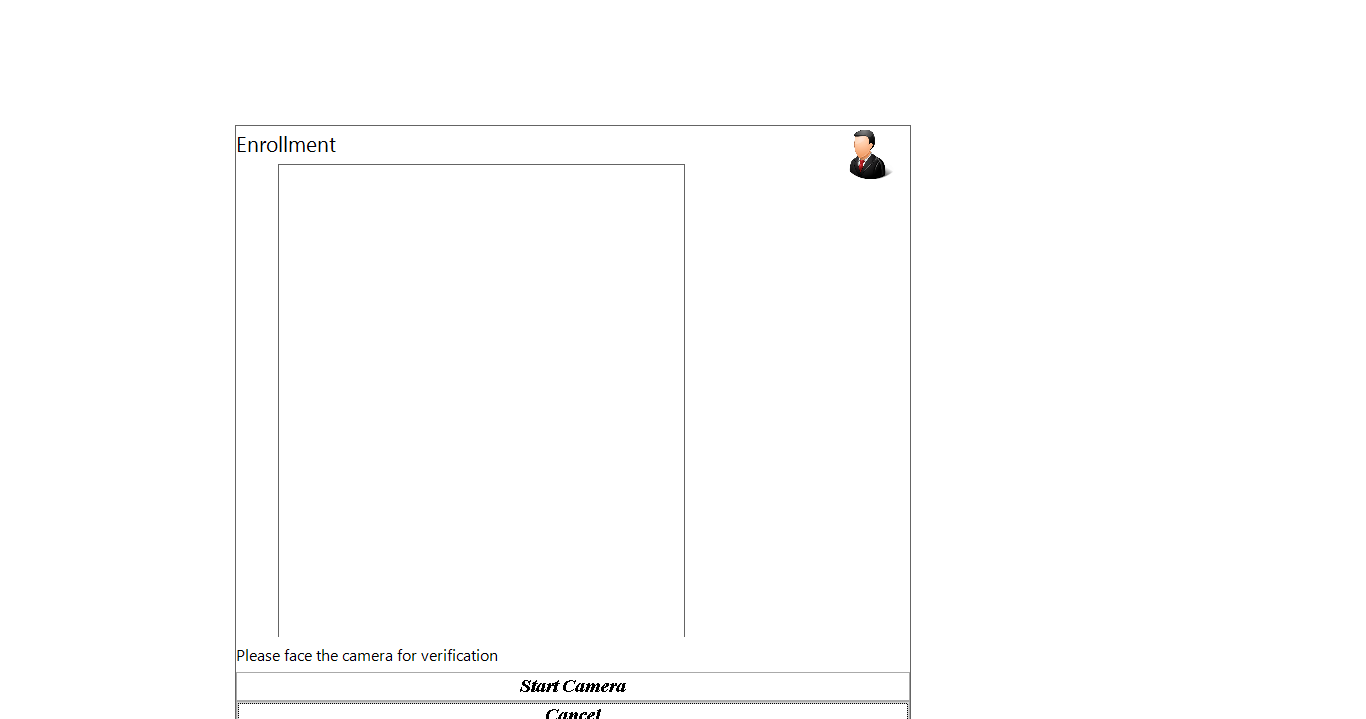 Enrollment
Please face the camera for verification
Start Camera
Cancel